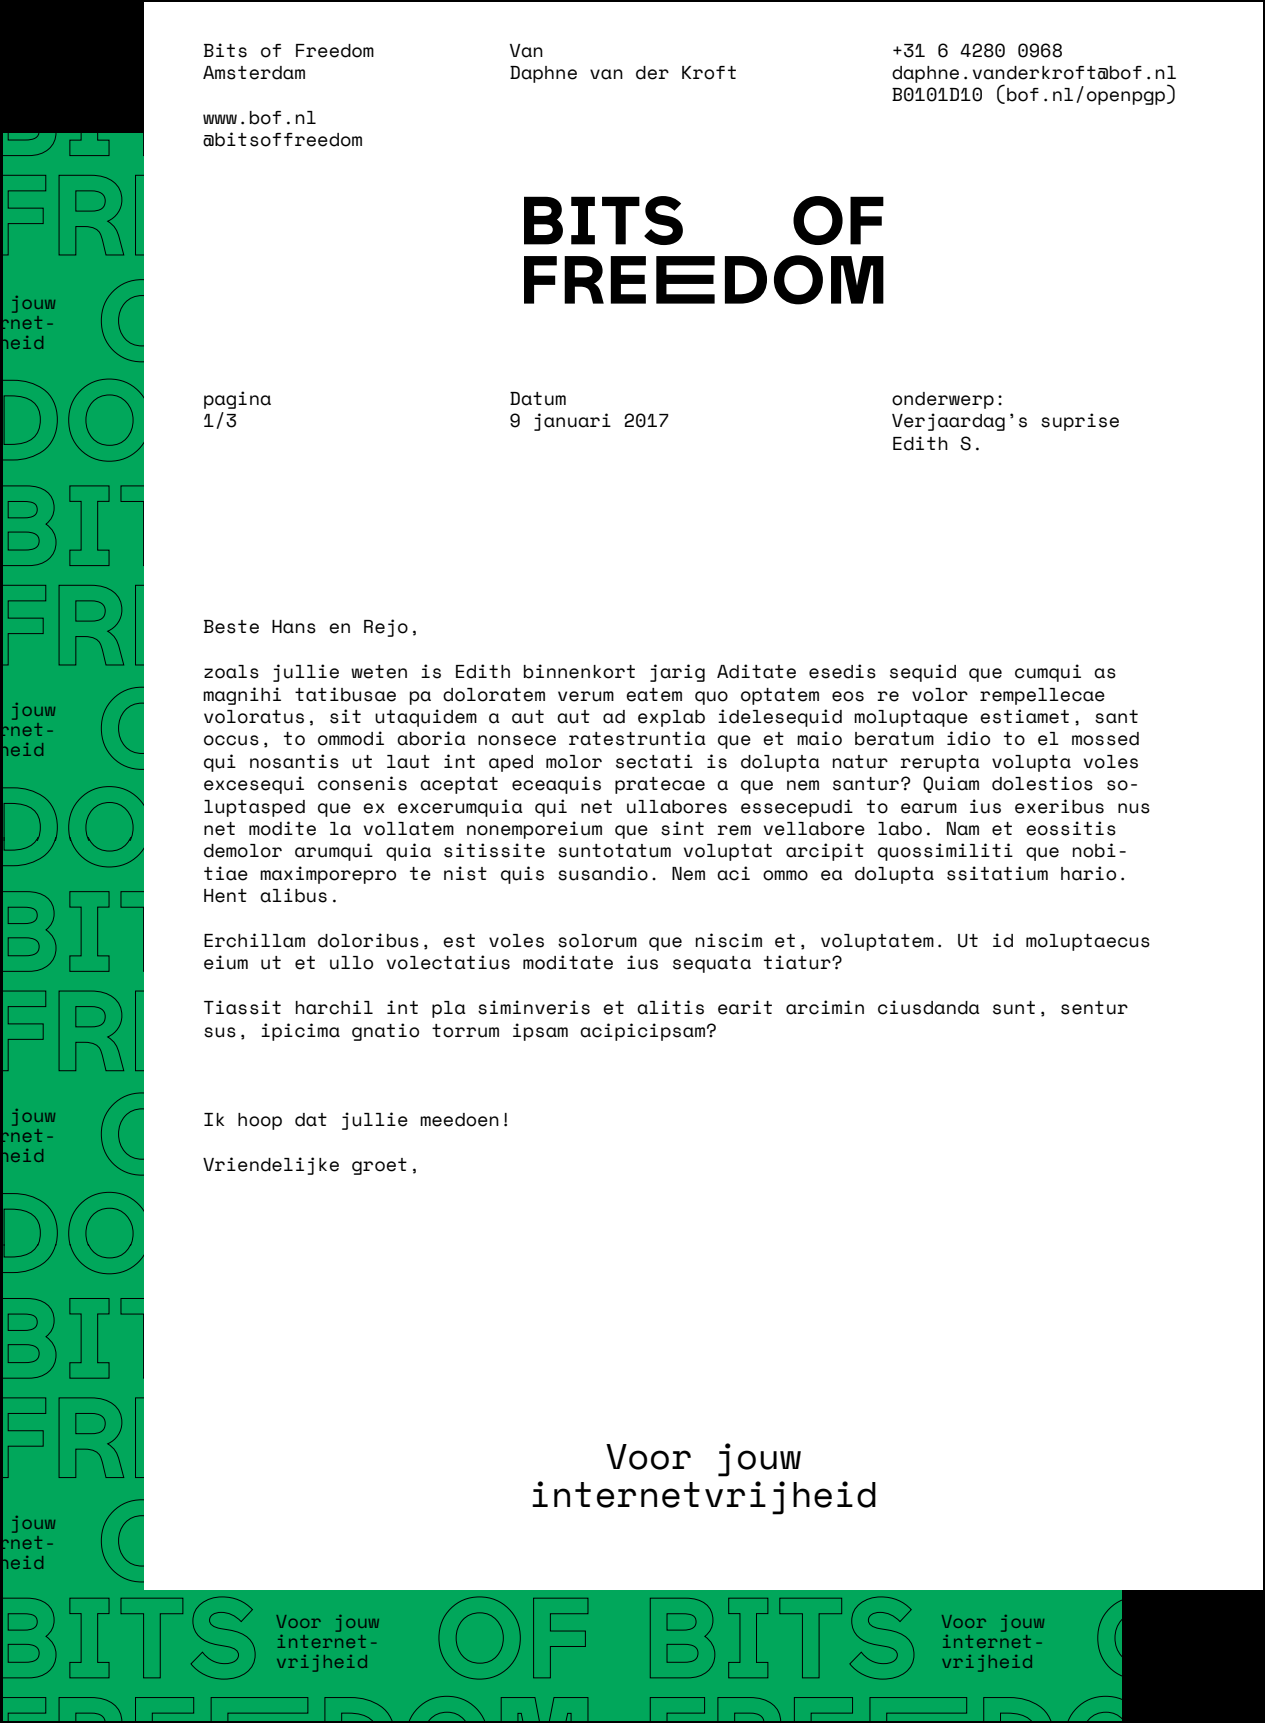 Bits of Freedom
Amsterdam
www.bof.nl
@bitsoffreedom
Van
Daphne van der Kroft
+31 6 4280 0968
daphne.vanderkroft@bof.nl
B0101D10 (bof.nl/openpgp)
BITS OF
FREEDOM
pagina
1/3
Datum
9 januari 2017
onderwerp:
Verjaardag’s suprise
Edith S.
Beste Hans en Rejo,
zoals jullie weten is Edith binnenkort jarig Aditate esedis sequid que cumqui as
magnihi tatibusae pa doloratem verum eatem quo optatem eos re volor rempellecae
voloratus, sit utaquidem a aut aut ad explab idelesequid moluptaque estiamet, sant
occus, to ommodi aboria nonsece ratestruntia que et maio beratum idio to el mossed
qui nosantis ut laut int aped molor sectati is dolupta natur rerupta volupta voles
excesequi consenis aceptat eceaquis pratecae a que nem santur? Quiam dolestios so-
luptasped que ex excerumquia qui net ullabores essecepudi to earum ius exeribus nus
net modite la vollatem nonemporeium que sint rem vellabore labo. Nam et eossitis
demolor arumqui quia sitissite suntotatum voluptat arcipit quossimiliti que nobi-
tiae maximporepro te nist quis susandio. Nem aci ommo ea dolupta ssitatium hario.
Hent alibus.
Erchillam doloribus, est voles solorum que niscim et, voluptatem. Ut id moluptaecus
eium ut et ullo volectatius moditate ius sequata tiatur?
Tiassit harchil int pla siminveris et alitis earit arcimin ciusdanda sunt, sentur
sus, ipicima gnatio torrum ipsam acipicipsam?
Ik hoop dat jullie meedoen!
Vriendelijke groet,
Voor jouw
internetvrijheid
BITS
Voor jouw
internet-
vrijheid
OF BITS
Voor jouw
internet-
vrijheid
FREEDOM
jouw
jouw
jouw
jouw